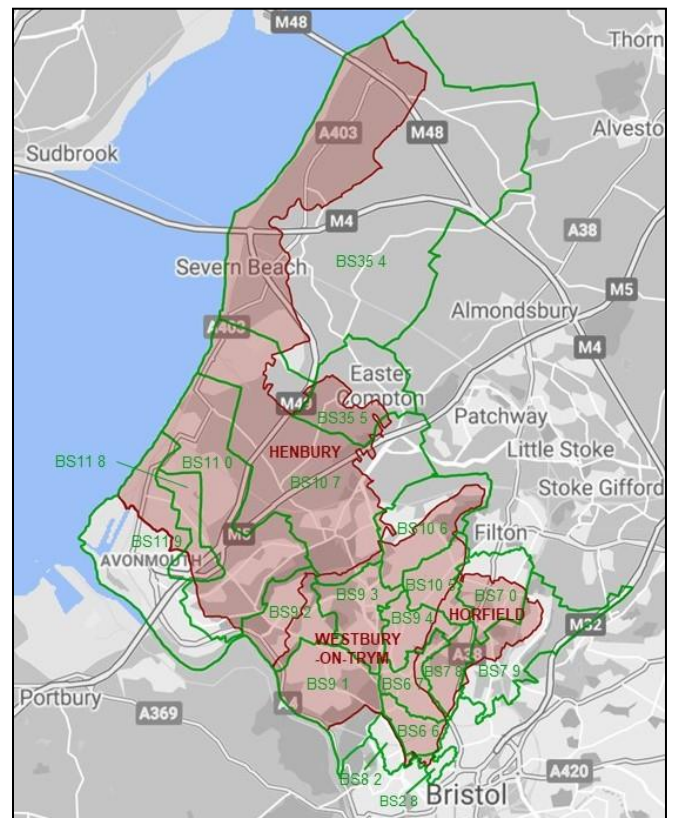 M48
Thorn
A403
M48
Alvesto
Sudbrook
M4
A38
BS35 4
Severn Beach
M5
Almondsbury
A403
M4
Easter
Compton
M49
Patchway
BS35 5
HENBURY
Little Stoke
BS11 8
BS11 0
BS10 7
Stoke Gifford
BS10 6
M5
Filton
BS11 9
AVONMOUTH
BS10 5
BS9 3
BS7 0
BS9 2
BS9 4
HORFIELD
M32
WESTBURY
-ON-TRYM
A38
BS7 8
BS7 9
BS9 1
BS6 7
Portbury
A4
A369
BS6 6
BS8 2
A420
BS2 8
Bristol